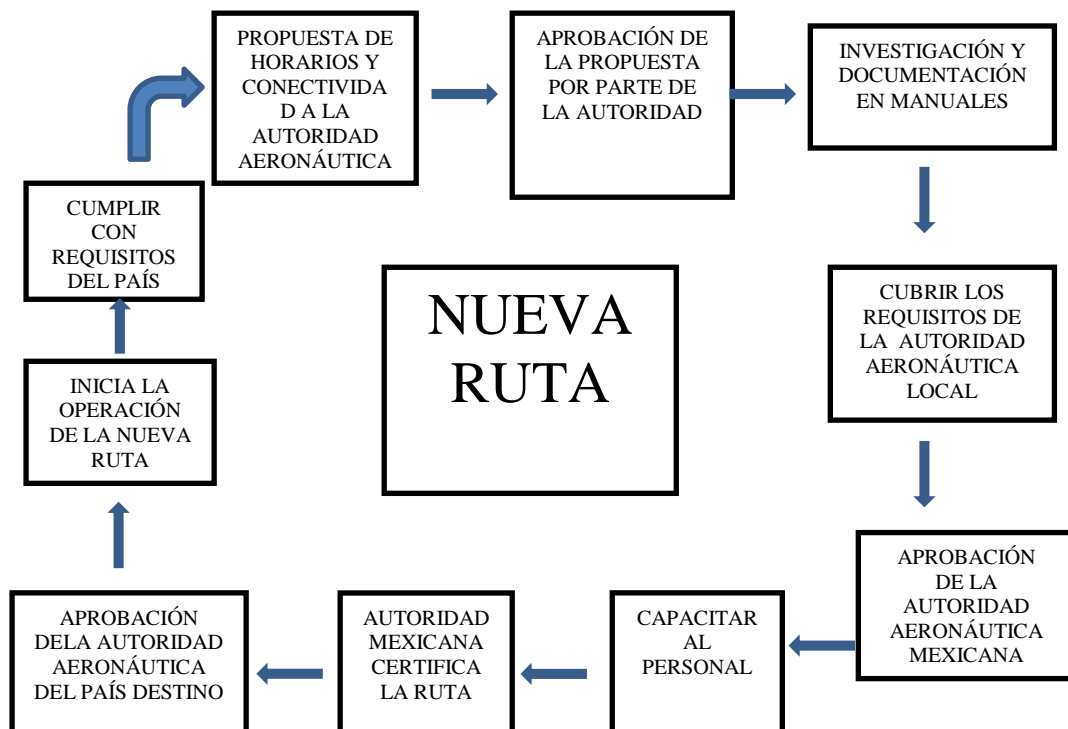 PROPUESTA DE
HORARIOS Y
CONECTIVIDA
D A LA
AUTORIDAD
AERONÁUTICA
APROBACIÓN DE
LA PROPUESTA
POR PARTE DE
LA AUTORIDAD
INVESTIGACIÓN Y
DOCUMENTACIÓN
EN MANUALES
CUBRIR LOS
REQUISITOS DE
LA AUTORIDAD
AERONÁUTICA
LOCAL
APROBACIÓN
DE LA
AUTORIDAD
AERONÁUTICA
MEXICANA
CAPACITAR
AL
PERSONAL
AUTORIDAD
MEXICANA
CERTIFICA
LA RUTA
APROBACIÓN
DELA AUTORIDAD
AERONÁUTICA
DEL PAÍS DESTINO
INICIA LA
OPERACIÓN
DE LA NUEVA
RUTA
CUMPLIR
CON
REQUISITOS
DEL PAÍS
NUEVA
RUTA